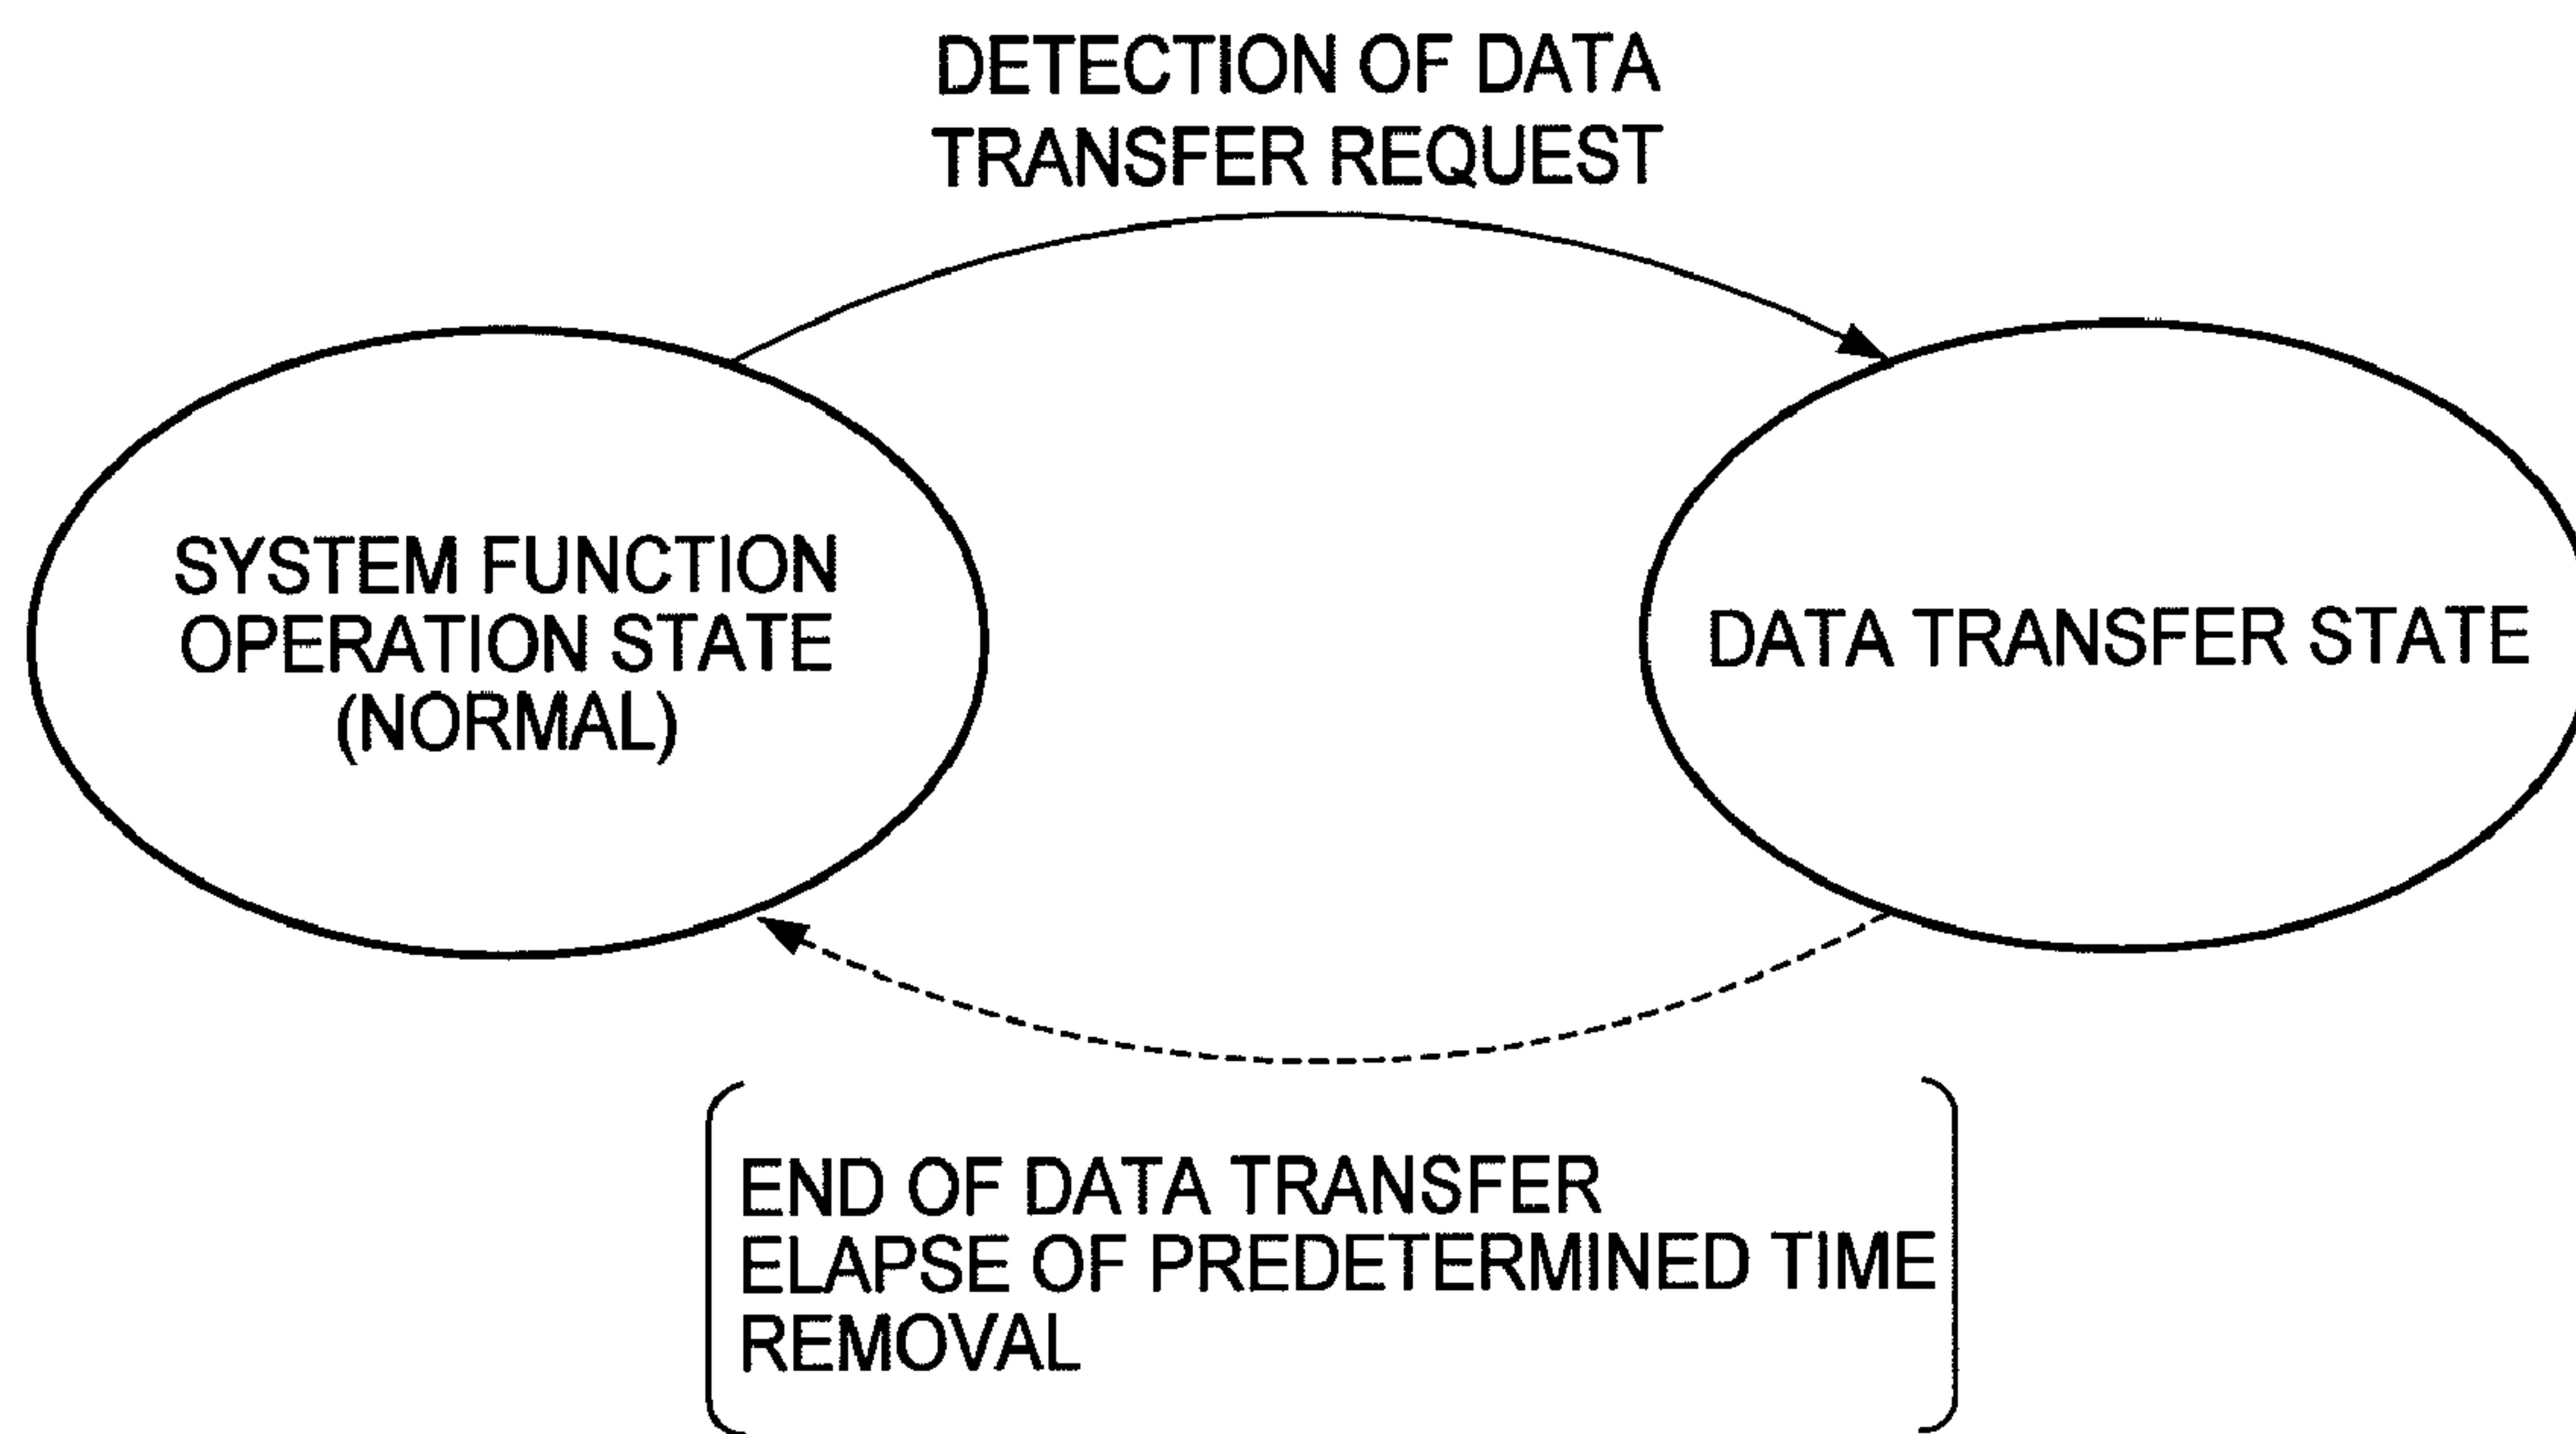 DETECTION OF DATA
TRANSFER REQUEST
SYSTEM FUNCTION
OPERATION STATE
(NORMAL)
DATA TRANSFER STATE
END OF DATA TRANSFER
ELAPSE OF PREDETERMINED TIME
REMOVAL